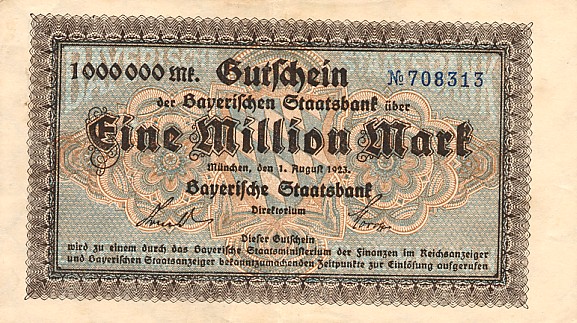 1000000 Mk. Gutschein № 708313
der Bayerischen Staatsbank über
Eine Million Mark
München, den 1. August 1923.
Bayerische Staatsbank
Direktorium
Dieser Gutschein
wird zu einem durch das Bayerische Staatsministerium der Finanzen im Reichsanzeiger
und Bayerischen Staatsanzeiger bekanntzumachenden Zeitpunkte zur Einlösung aufgerufen